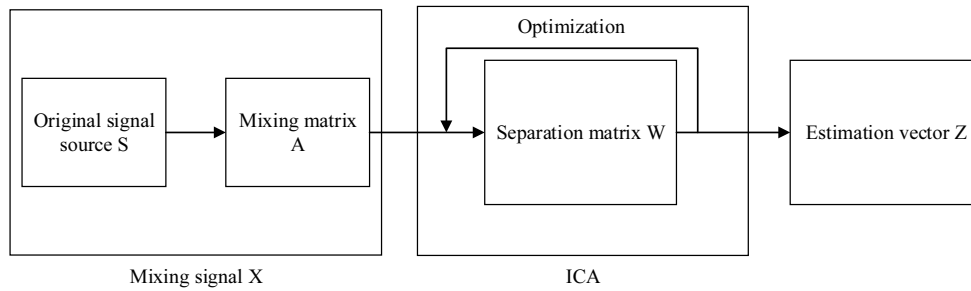 Optimization
Original signal
source S
Mixing matrix
A
Separation matrix W
Estimation vector Z
Mixing signal X
ICA